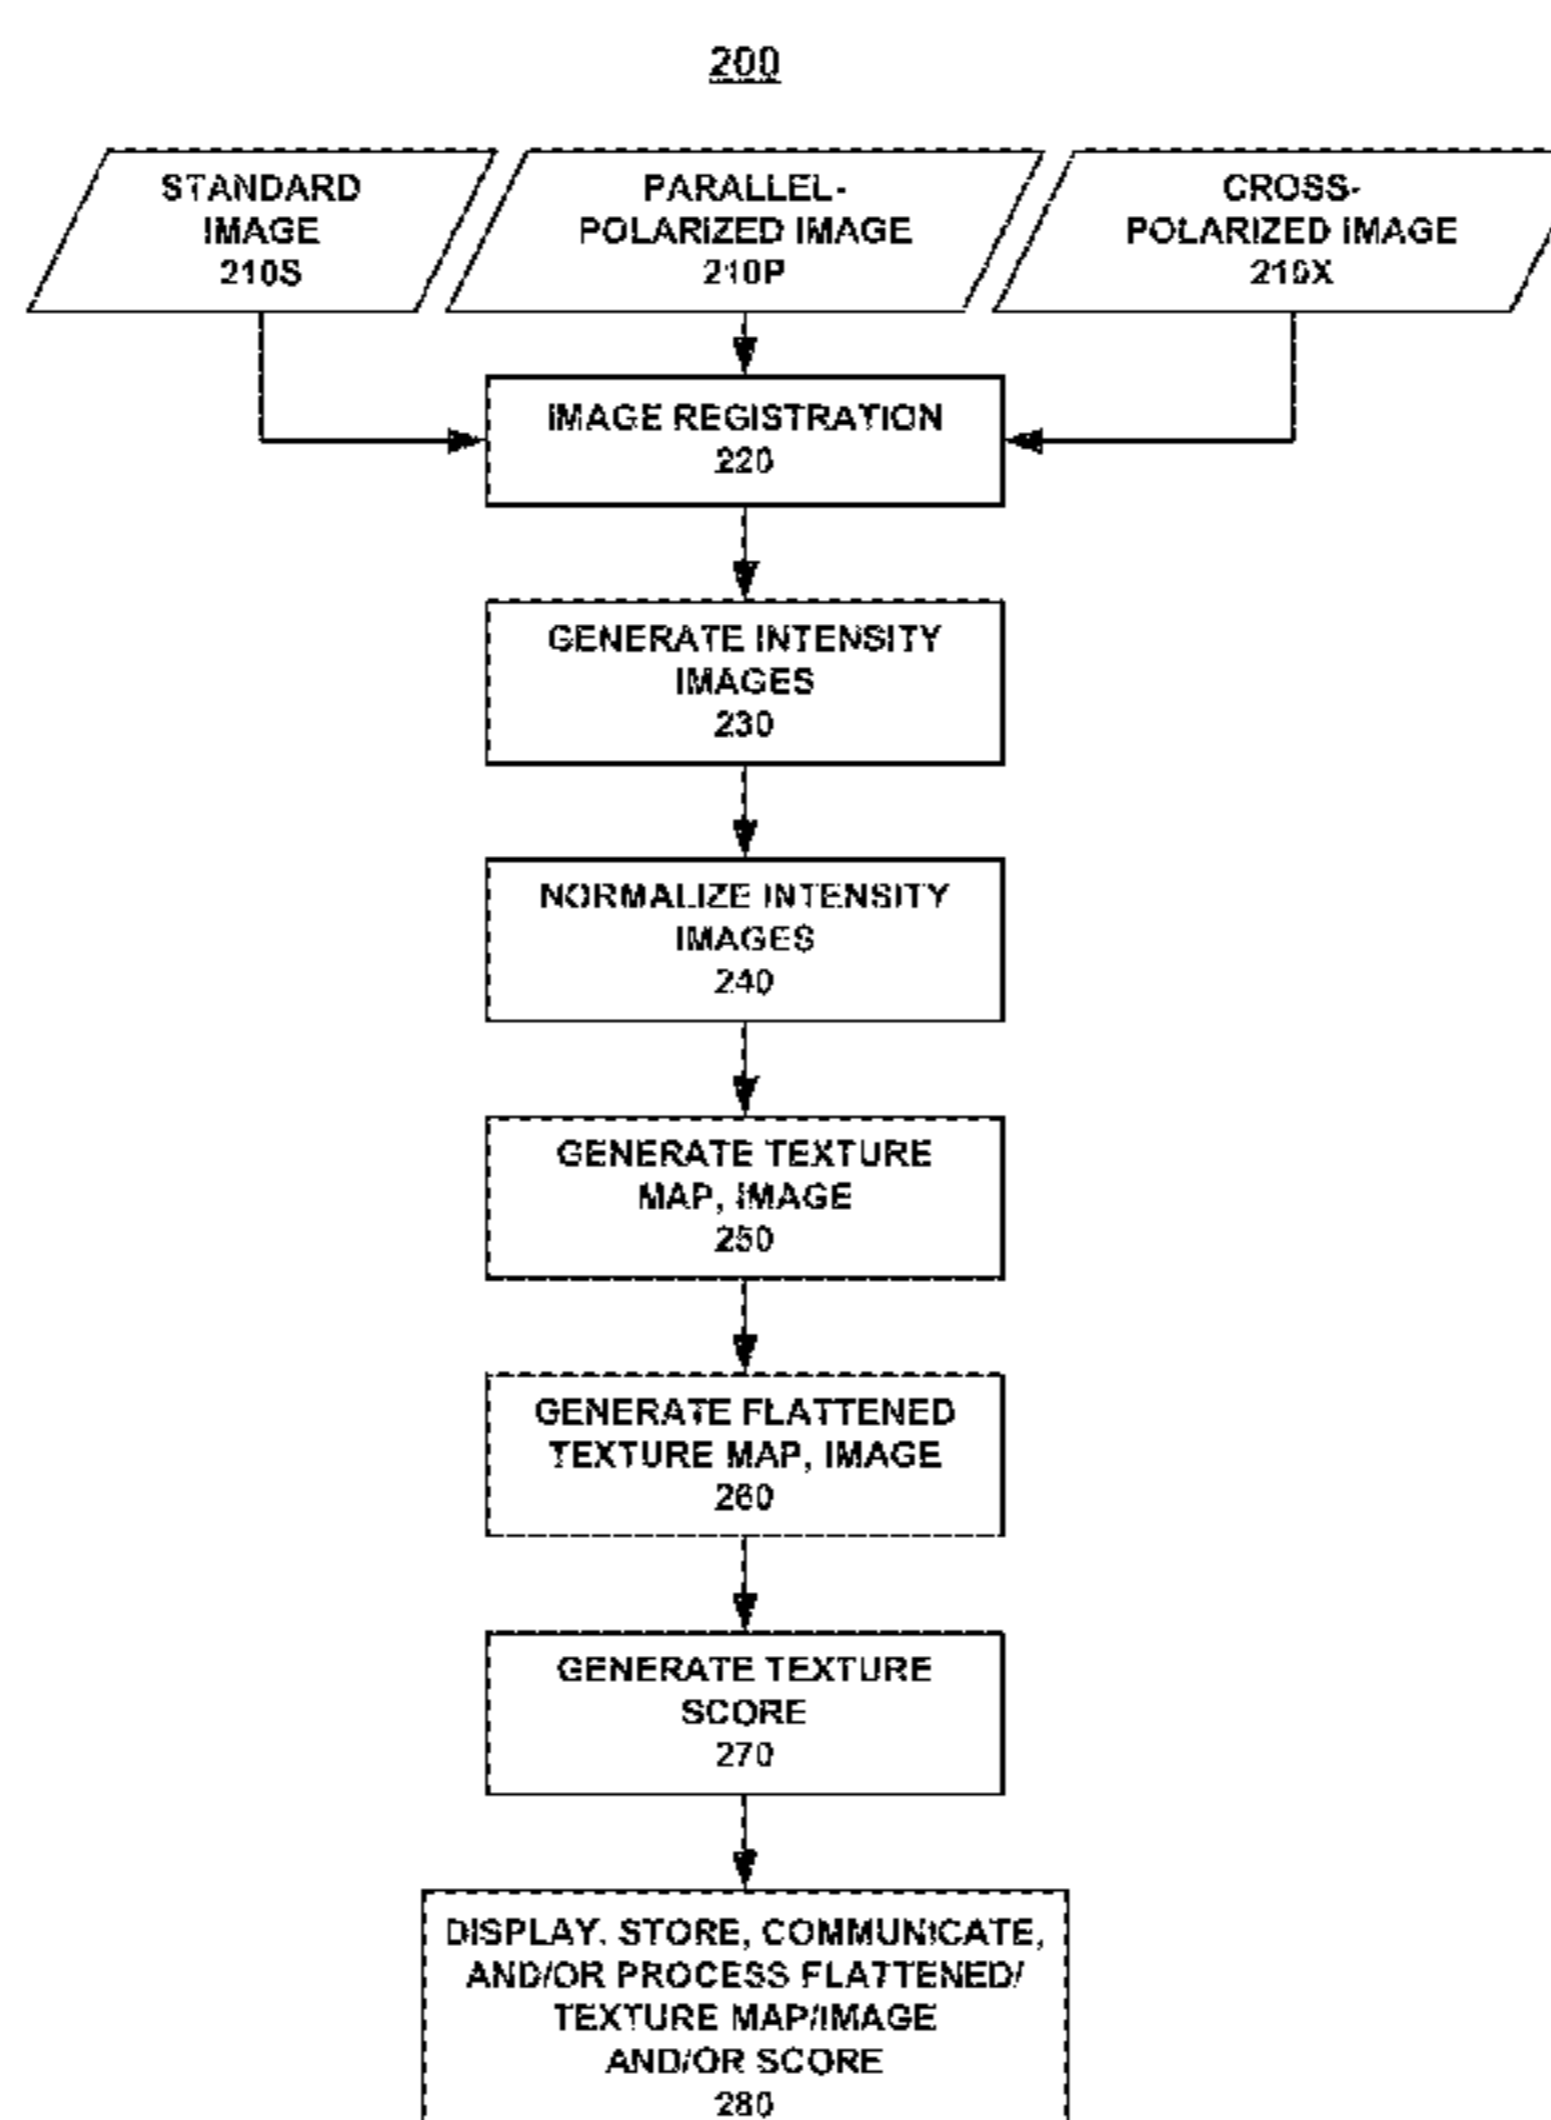 200
STANDARD
IMAGE
210S
PARALLEL-
POLARIZED IMAGE
210P
CROSS-
POLARIZED IMAGE
210X
IMAGE REGISTRATION
220
GENERATE INTENSITY
IMAGES
230
NORMALIZE INTENSITY
IMAGES
240
GENERATE TEXTURE
MAP, IMAGE
250
GENERATE FLATTENED
TEXTURE MAP, IMAGE
260
GENERATE TEXTURE
SCORE
270
DISPLAY, STORE, COMMUNICATE,
AND/OR PROCESS FLATTENED/
TEXTURE MAP/IMAGE
AND/OR SCORE
280